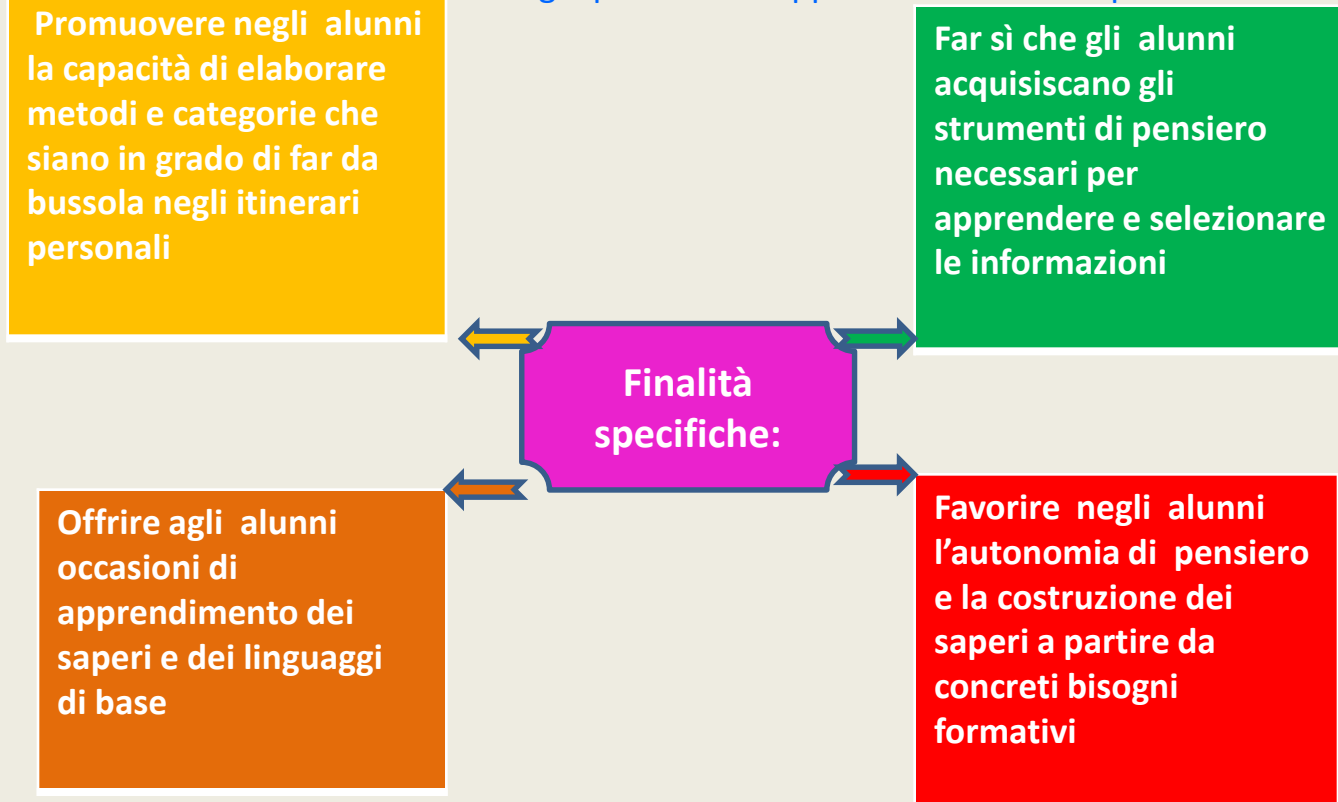 Promuovere negli alunni
la capacità di elaborare
metodi e categorie che
siano in grado di far da
bussola negli itinerari
personali
Far sì che gli alunni
acquisiscano gli
strumenti di pensiero
necessari per
apprendere e selezionare
le informazioni
Finalità
specifiche:
Offrire agli alunni
occasioni di
apprendimento dei
saperi e dei linguaggi
di base
Favorire negli alunni
l’autonomia di pensiero
e la costruzione dei
saperi a partire da
concreti bisogni
formativi